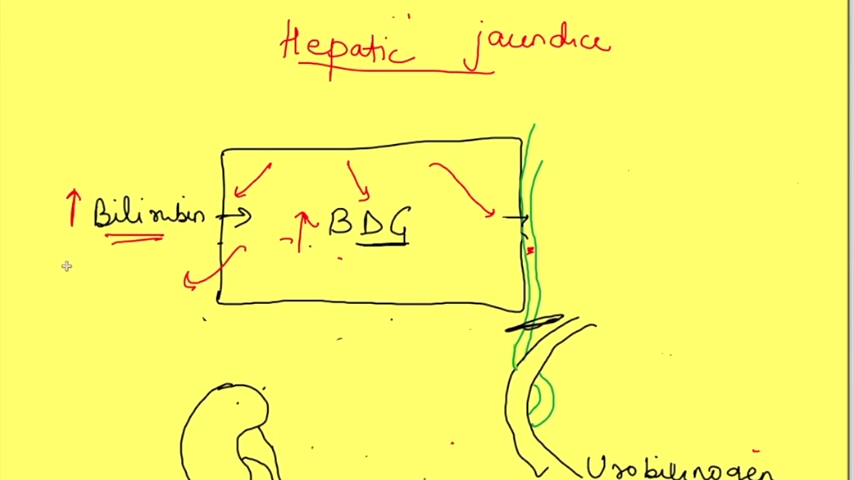 Hepatic jaundice
↑ Bilirubin → ↑ BDG
Urobilinogen